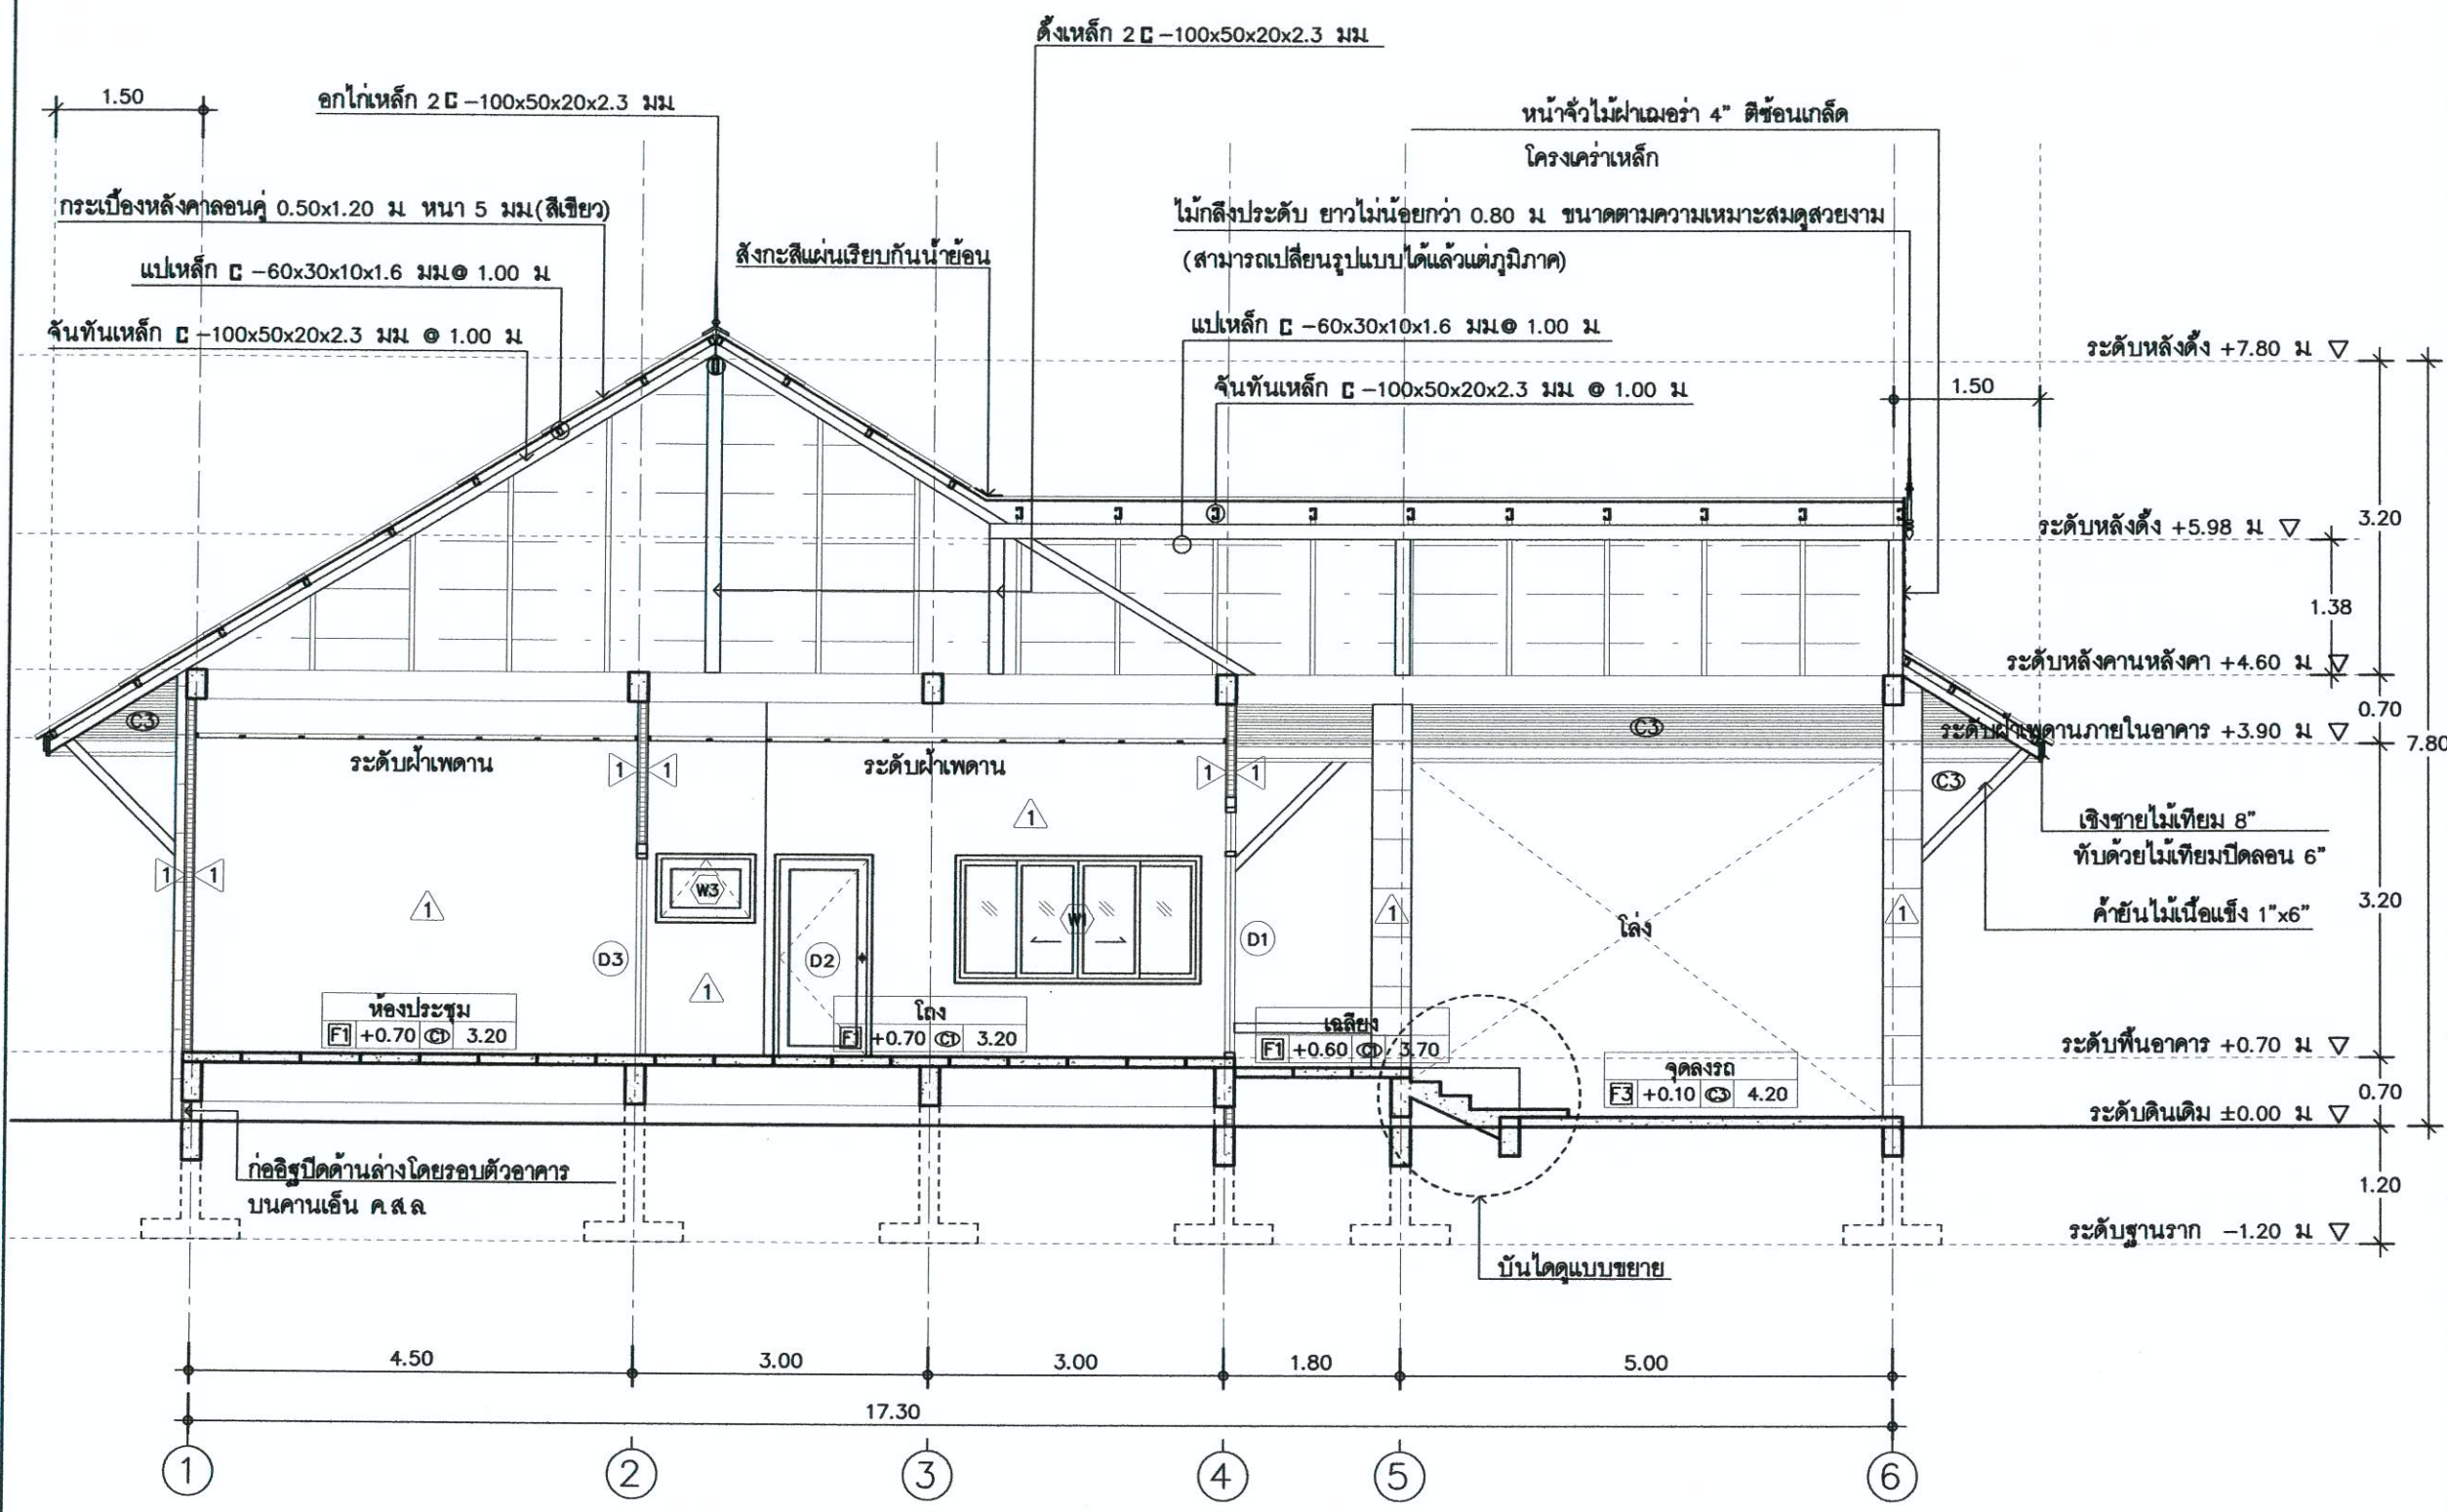 ดั้งเหล็ก 2 C -100x50x20x2.3 มม.
1.50
อกไก่เหล็ก 2 C -100x50x20x2.3 มม.
หน้าจั่วไม้ฝาเฌอร่า 4" ตีซ้อนเกล็ด
โครงเคร่าเหล็ก
กระเบื้องหลังคาลอนคู่ 0.50x1.20 ม. หนา 5 มม.(สีเขียว)
ไม้กลึงประดับ ยาวไม่น้อยกว่า 0.80 ม. ขนาดตามความเหมาะสมดูสวยงาม
(สามารถเปลี่ยนรูปแบบได้แล้วแต่ภูมิภาค)
สังกะสีแผ่นเรียบกันน้ำย้อน
แปเหล็ก C -60x30x10x1.6 มม.@ 1.00 ม.
จันทันเหล็ก C -100x50x20x2.3 มม. @ 1.00 ม.
แปเหล็ก C -60x30x10x1.6 มม.@ 1.00 ม.
ระดับหลังดั้ง +7.80 ม.
จันทันเหล็ก C -100x50x20x2.3 มม. @ 1.00 ม.
1.50
ระดับหลังดั้ง +5.98 ม.
3.20
1.38
ระดับหลังคานหลังคา +4.60 ม.
0.70
C3
C3
ระดับฝ้าเพดานภายในอาคาร +3.90 ม.
7.80
ระดับฝ้าเพดาน
ระดับฝ้าเพดาน
1 1
1 1
C3
1
เชิงชายไม้เทียม 8"
ทับด้วยไม้เทียมปิดลอน 6"
1 1
W3
1
1
1
3.20
ค้ำยันไม้เนื้อแข็ง 1"x6"
W1
โล่ง
D3
D2
D1
1
ห้องประชุม
F1 +0.70 C1 3.20
โถง
F1 +0.70 C1 3.20
เฉลียง
F1 +0.60 C1 3.70
ระดับพื้นอาคาร +0.70 ม.
จุดลงรถ
F3 +0.10 C3 4.20
0.70
ระดับดินเดิม ±0.00 ม.
ก่ออิฐปิดด้านล่างโดยรอบตัวอาคาร
บนคานเอ็น ค.ส.ล.
1.20
ระดับฐานราก -1.20 ม.
บันไดดูแบบขยาย
4.50 3.00 3.00 1.80 5.00
17.30
1 2 3 4 5 6